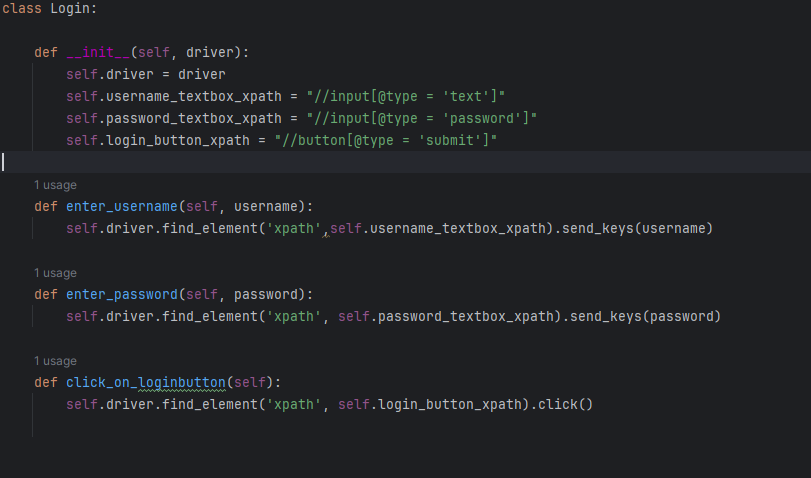 class Login:
    def __init__(self, driver):
        self.driver = driver
        self.username_textbox_xpath = "//input[@type = 'text']"
        self.password_textbox_xpath = "//input[@type = 'password']"
        self.login_button_xpath = "//button[@type = 'submit']"
    1 usage
    def enter_username(self, username):
        self.driver.find_element('xpath',self.username_textbox_xpath).send_keys(username)
    1 usage
    def enter_password(self, password):
        self.driver.find_element('xpath', self.password_textbox_xpath).send_keys(password)
    1 usage
    def click_on_loginbutton(self):
        self.driver.find_element('xpath', self.login_button_xpath).click()